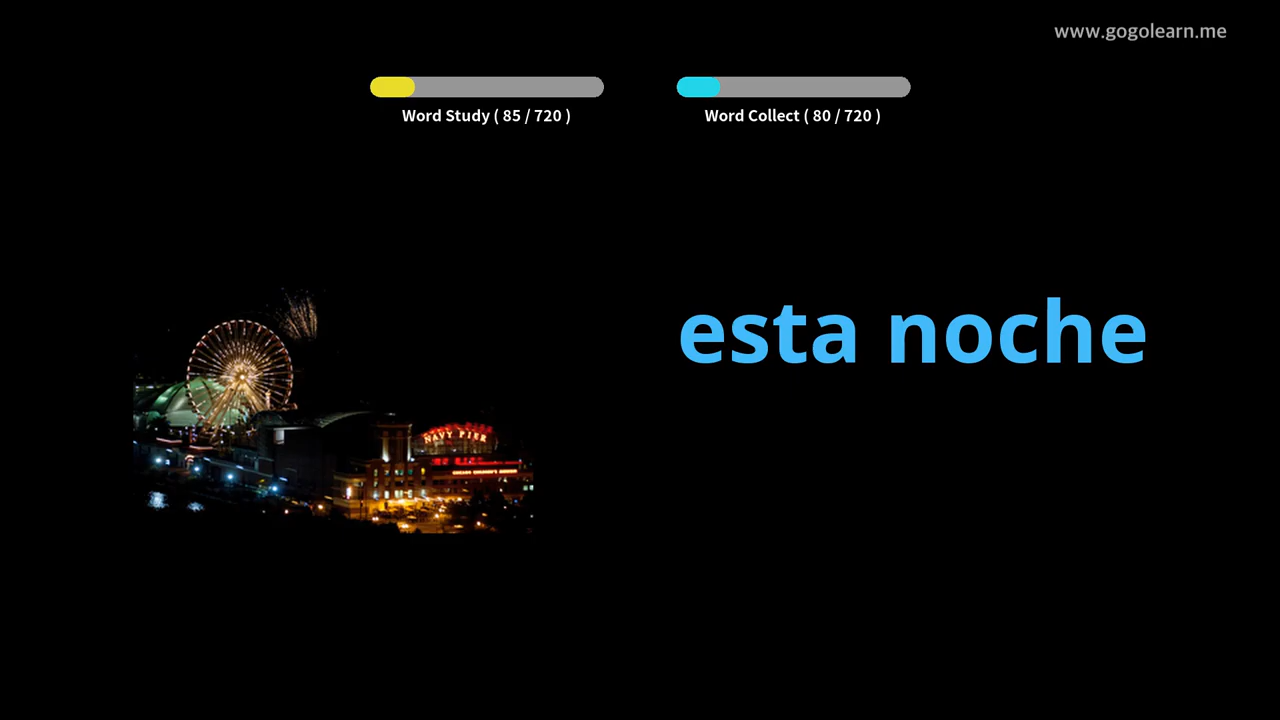 www.gogolearn.me
Word Study ( 85 / 720 )
Word Collect ( 80 / 720 )
esta noche
NAVY PIER